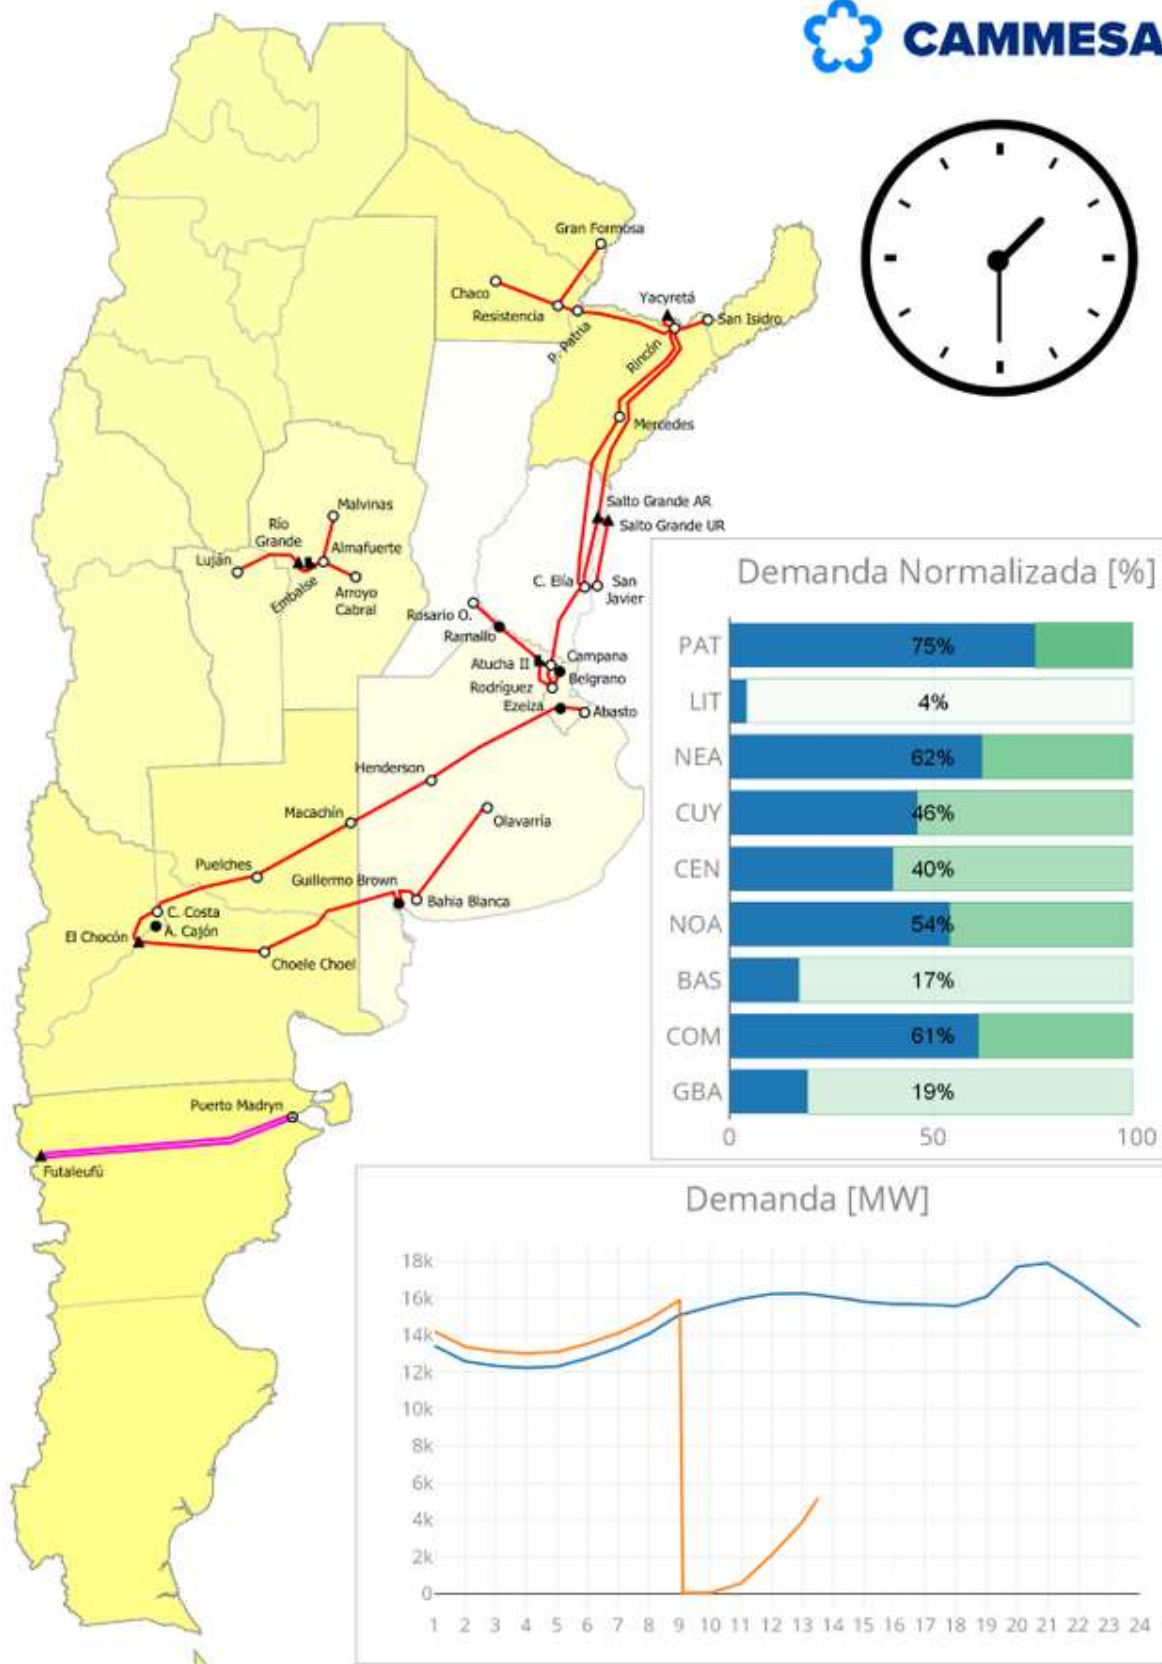 CAMMESA
Gran Formosa
Chaco
Resistencia
P. Patria
Yacyretá
San Isidro
Rincón
Mercedes
Salto Grande AR
Salto Grande UR
Malvinas
Río
Grande
Almafuerte
Luján
Embalse
Arroyo
Cabral
C. Elía
San
Javier
Rosario O.
Ramallo
Campana
Atucha II
Belgrano
Rodríguez
Ezeiza
Abasto
Henderson
Macachín
Olavarría
Puelches
Guillermo Brown
Bahia Blanca
C. Costa
A. Cajón
El Chocón
Choele Choel
Puerto Madryn
Futaleufú
Demanda Normalizada [%]
PAT 75%
LIT 4%
NEA 62%
CUY 46%
CEN 40%
NOA 54%
BAS 17%
COM 61%
GBA 19%
0 50 100
Demanda [MW]
18k
16k
14k
12k
10k
8k
6k
4k
2k
0
1 2 3 4 5 6 7 8 9 10 11 12 13 14 15 16 17 18 19 20 21 22 23 24